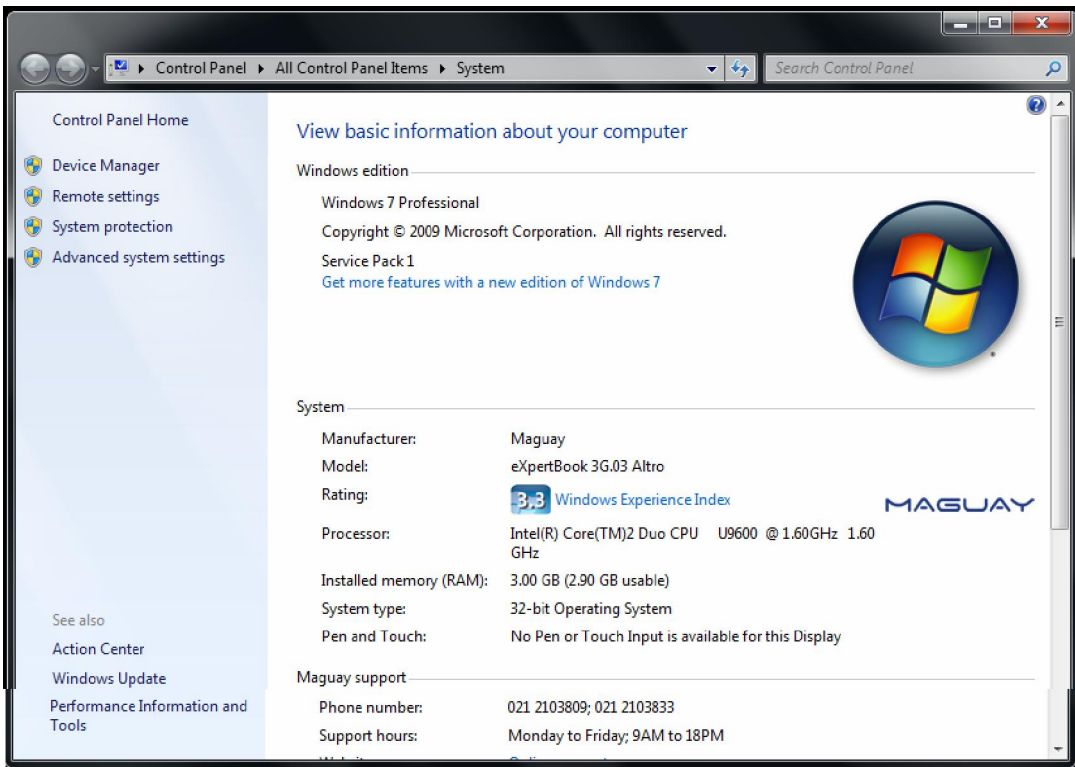 Control Panel
All Control Panel Items
System
Search Control Panel
Control Panel Home
Device Manager
Remote settings
System protection
Advanced system settings
See also
Action Center
Windows Update
Performance Information and
Tools
View basic information about your computer
Windows edition
Windows 7 Professional
Copyright © 2009 Microsoft Corporation. All rights reserved.
Service Pack 1
Get more features with a new edition of Windows 7
System
Manufacturer: Maguay
Model: eXpertBook 3G.03 Altro
Rating: 3.3 Windows Experience Index
MAGUAY
Processor: Intel(R) Core(TM)2 Duo CPU U9600 @ 1.60GHz 1.60
GHz
Installed memory (RAM): 3.00 GB (2.90 GB usable)
System type: 32-bit Operating System
Pen and Touch: No Pen or Touch Input is available for this Display
Maguay support
Phone number: 021 2103809; 021 2103833
Support hours: Monday to Friday; 9AM to 18PM